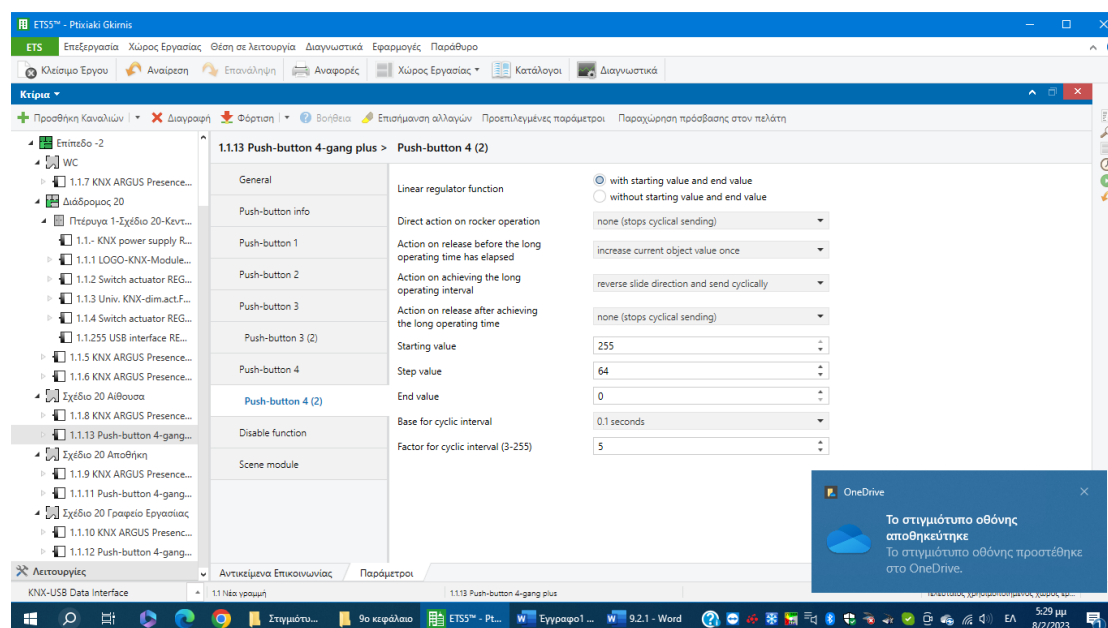 ETS5™ - Ptixiaki Gkirnis
ETS Επεξεργασία Χώρος Εργασίας Θέση σε λειτουργία Διαγνωστικά Εφαρμογές Παράθυρο
Κλείσιμο Έργου Αναίρεση Επανάληψη Αναφορές Χώρος Εργασίας Κατάλογοι Διαγνωστικά
Κτίρια
Προσθήκη Καναλιών Διαγραφή Φόρτιση Βοήθεια Επισήμανση αλλαγών Προεπιλεγμένες παράμετροι Παραχώρηση πρόσβασης στον πελάτη
Επίπεδο -2
WC
1.1.7 KNX ARGUS Presence...
Διάδρομος 20
Πτέρυγα 1-Σχέδιο 20-Κεντ...
1.1.- KNX power supply R...
1.1.1 LOGO-KNX-Module...
1.1.2 Switch actuator REG...
1.1.3 Univ. KNX-dim.act.F...
1.1.4 Switch actuator REG...
1.1.255 USB interface RE...
1.1.5 KNX ARGUS Presence...
1.1.6 KNX ARGUS Presence...
Σχέδιο 20 Αίθουσα
1.1.8 KNX ARGUS Presence...
1.1.13 Push-button 4-gang...
Σχέδιο 20 Αποθήκη
1.1.9 KNX ARGUS Presence...
1.1.11 Push-button 4-gang...
Σχέδιο 20 Γραφείο Εργασίας
1.1.10 KNX ARGUS Presenc...
1.1.12 Push-button 4-gang...
Λειτουργίες
1.1.13 Push-button 4-gang plus > Push-button 4 (2)
General
Push-button info
Push-button 1
Push-button 2
Push-button 3
Push-button 3 (2)
Push-button 4
Push-button 4 (2)
Disable function
Scene module
Linear regulator function with starting value and end value
without starting value and end value
Direct action on rocker operation none (stops cyclical sending)
Action on release before the long operating time has elapsed increase current object value once
Action on achieving the long operating interval reverse slide direction and send cyclically
Action on release after achieving the long operating time none (stops cyclical sending)
Starting value 255
Step value 64
End value 0
Base for cyclic interval 0.1 seconds
Factor for cyclic interval (3-255) 5
OneDrive
Το στιγμιότυπο οθόνης
αποθηκεύτηκε
Το στιγμιότυπο οθόνης προστέθηκε
στο OneDrive.
Αντικείμενα Επικοινωνίας Παράμετροι
KNX-USB Data Interface 1.1 Νέα γραμμή 1.1.13 Push-button 4-gang plus
Στιγμιότυ... 9ο κεφάλαιο ETS5™ - Pt... Έγγραφο1 ... 9.2.1 - Word ΕΛ 5:29 μμ
8/2/2023